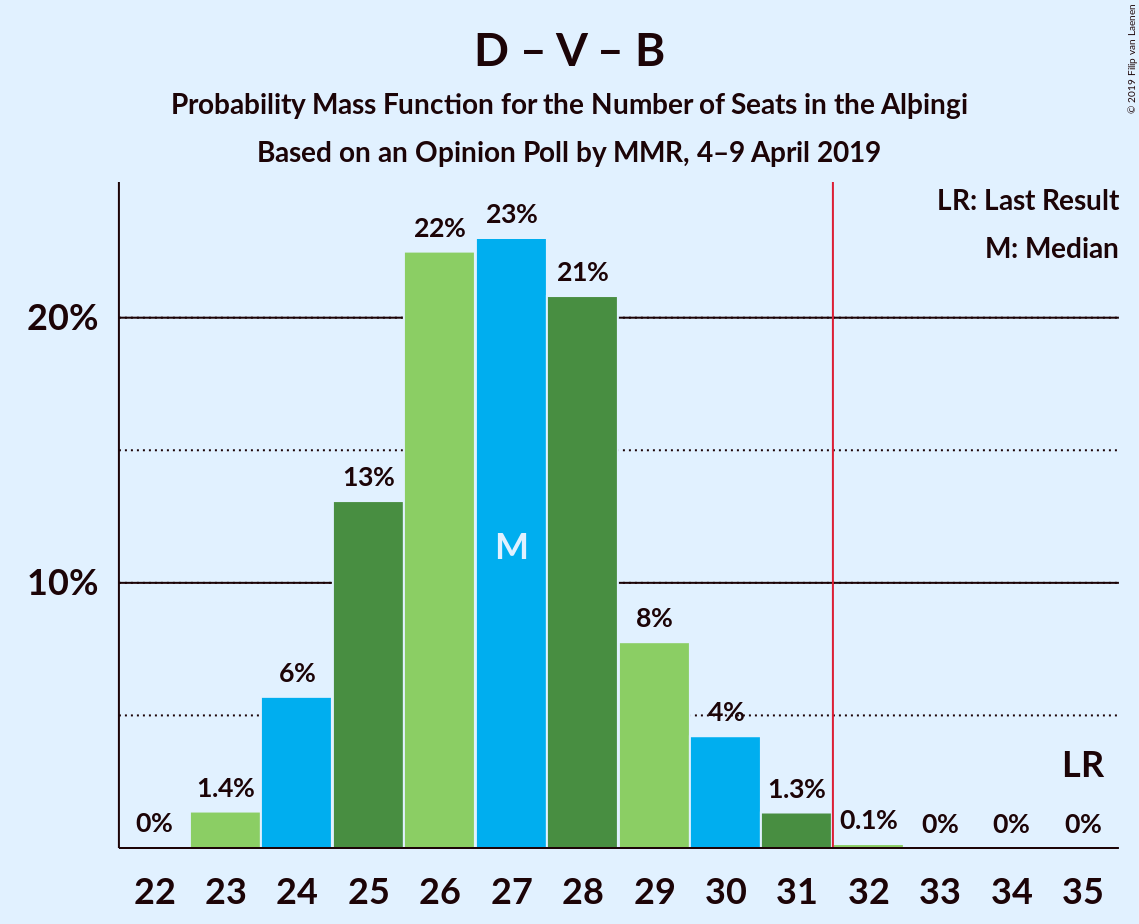 D – V – B
Probability Mass Function for the Number of Seats in the Alþingi
Based on an Opinion Poll by MMR, 4–9 April 2019
© 2019 Filip van Laenen
LR: Last Result
M: Median
20%
10%
0%
1.4%
6%
13%
22%
23%
21%
8%
4%
1.3%
0.1%
0%
0%
0%
M
LR
22 23 24 25 26 27 28 29 30 31 32 33 34 35